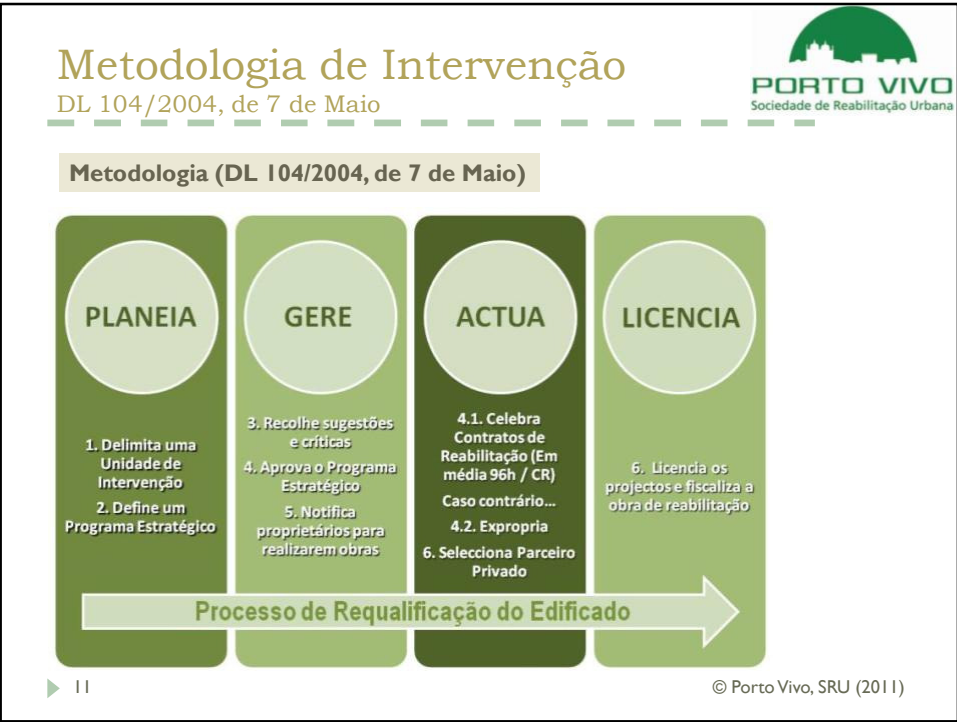 Metodologia de Intervenção
DL 104/2004, de 7 de Maio
PORTO VIVO
Sociedade de Reabilitação Urbana
Metodologia (DL 104/2004, de 7 de Maio)
PLANEIA
1. Delimita uma
Unidade de
Intervenção
2. Define um
Programa Estratégico
GERE
3. Recolhe sugestões
e críticas
4. Aprova o Programa
Estratégico
5. Notifica
proprietários para
realizarem obras
ACTUA
4.1. Celebra
Contratos de
Reabilitação (Em
média 96h / CR)
Caso contrário...
4.2. Expropria
6. Selecciona Parceiro
Privado
LICENCIA
6. Licencia os
projectos e fiscaliza a
obra de reabilitação
Processo de Requalificação do Edificado
11
© Porto Vivo, SRU (2011)